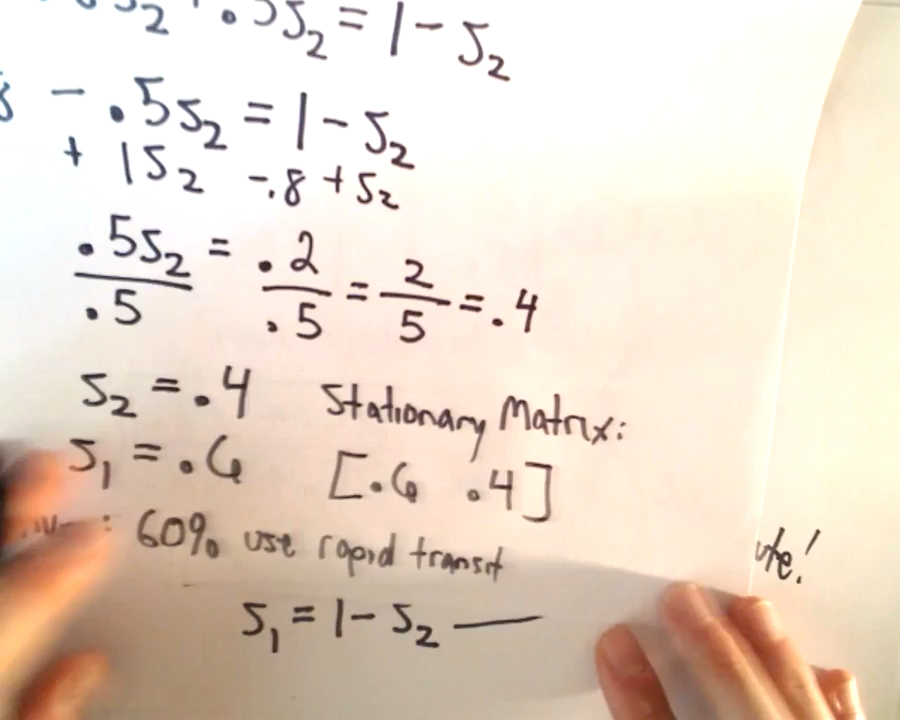 .5s₂ = 1 - s₂
- .5s₂ = 1 - s₂
+ 1s₂ -.8 + s₂
.5s₂/.5 = .2/.5 = 2/5 = .4
s₂ = .4 Stationary Matrix:
s₁ = .6 [.6 .4]
: 60% use rapid transit
s₁ = 1 - s₂ —